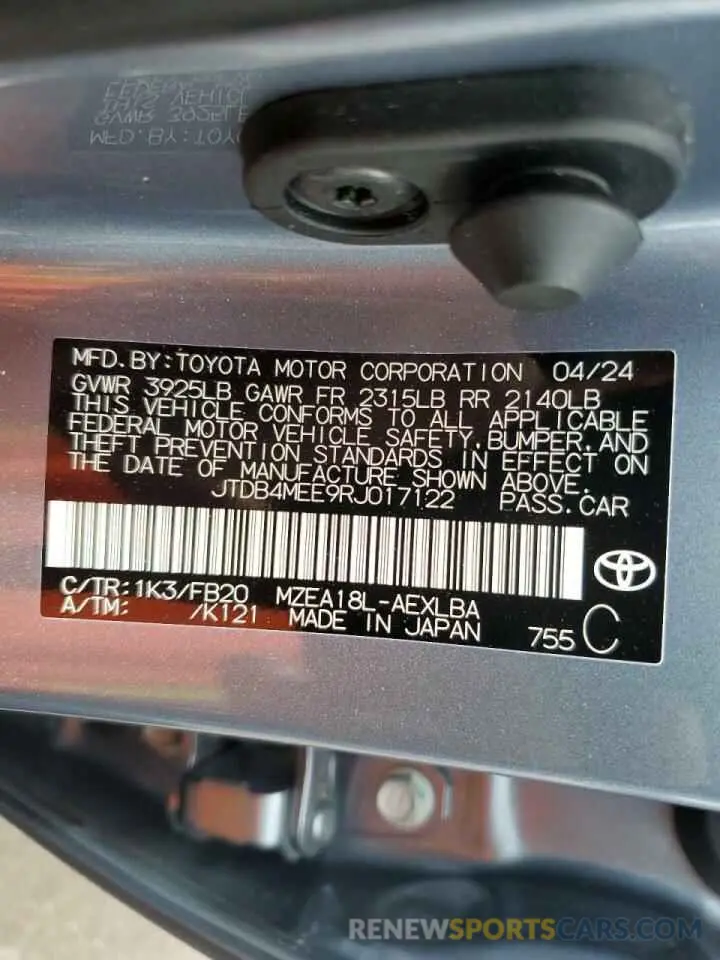 MFD.BY:TOYOTA MOTOR CORPORATION 04/24
GVWR 3925LB GAWR FR 2315LB RR 2140LB
THIS VEHICLE CONFORMS TO ALL APPLICABLE
FEDERAL MOTOR VEHICLE SAFETY,BUMPER,AND
THEFT PREVENTION STANDARDS IN EFFECT ON
THE DATE OF MANUFACTURE SHOWN ABOVE.
JTDB4MEE9RJ017122 PASS.CAR
C/TR:1K3/FB20 MZEA18L-AEXLBA
A/TM: /K121 MADE IN JAPAN 755 C
RENEWSPORTSCARS.COM